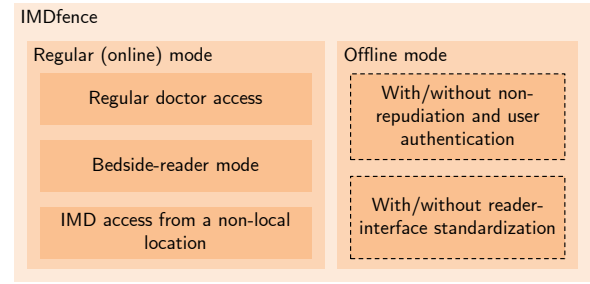 IMDfence
Regular (online) mode
Regular doctor access
Bedside-reader mode
IMD access from a non-local
location
Offline mode
With/without non-
repudiation and user
authentication
With/without reader-
interface standardization